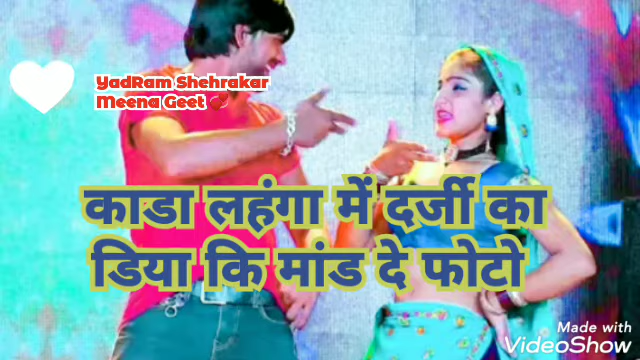 YadRam Shehrakar
Meena Geet
काडा लहंगा में दर्जी का
डिया कि मांड दे फोटो
Made with
VideoShow